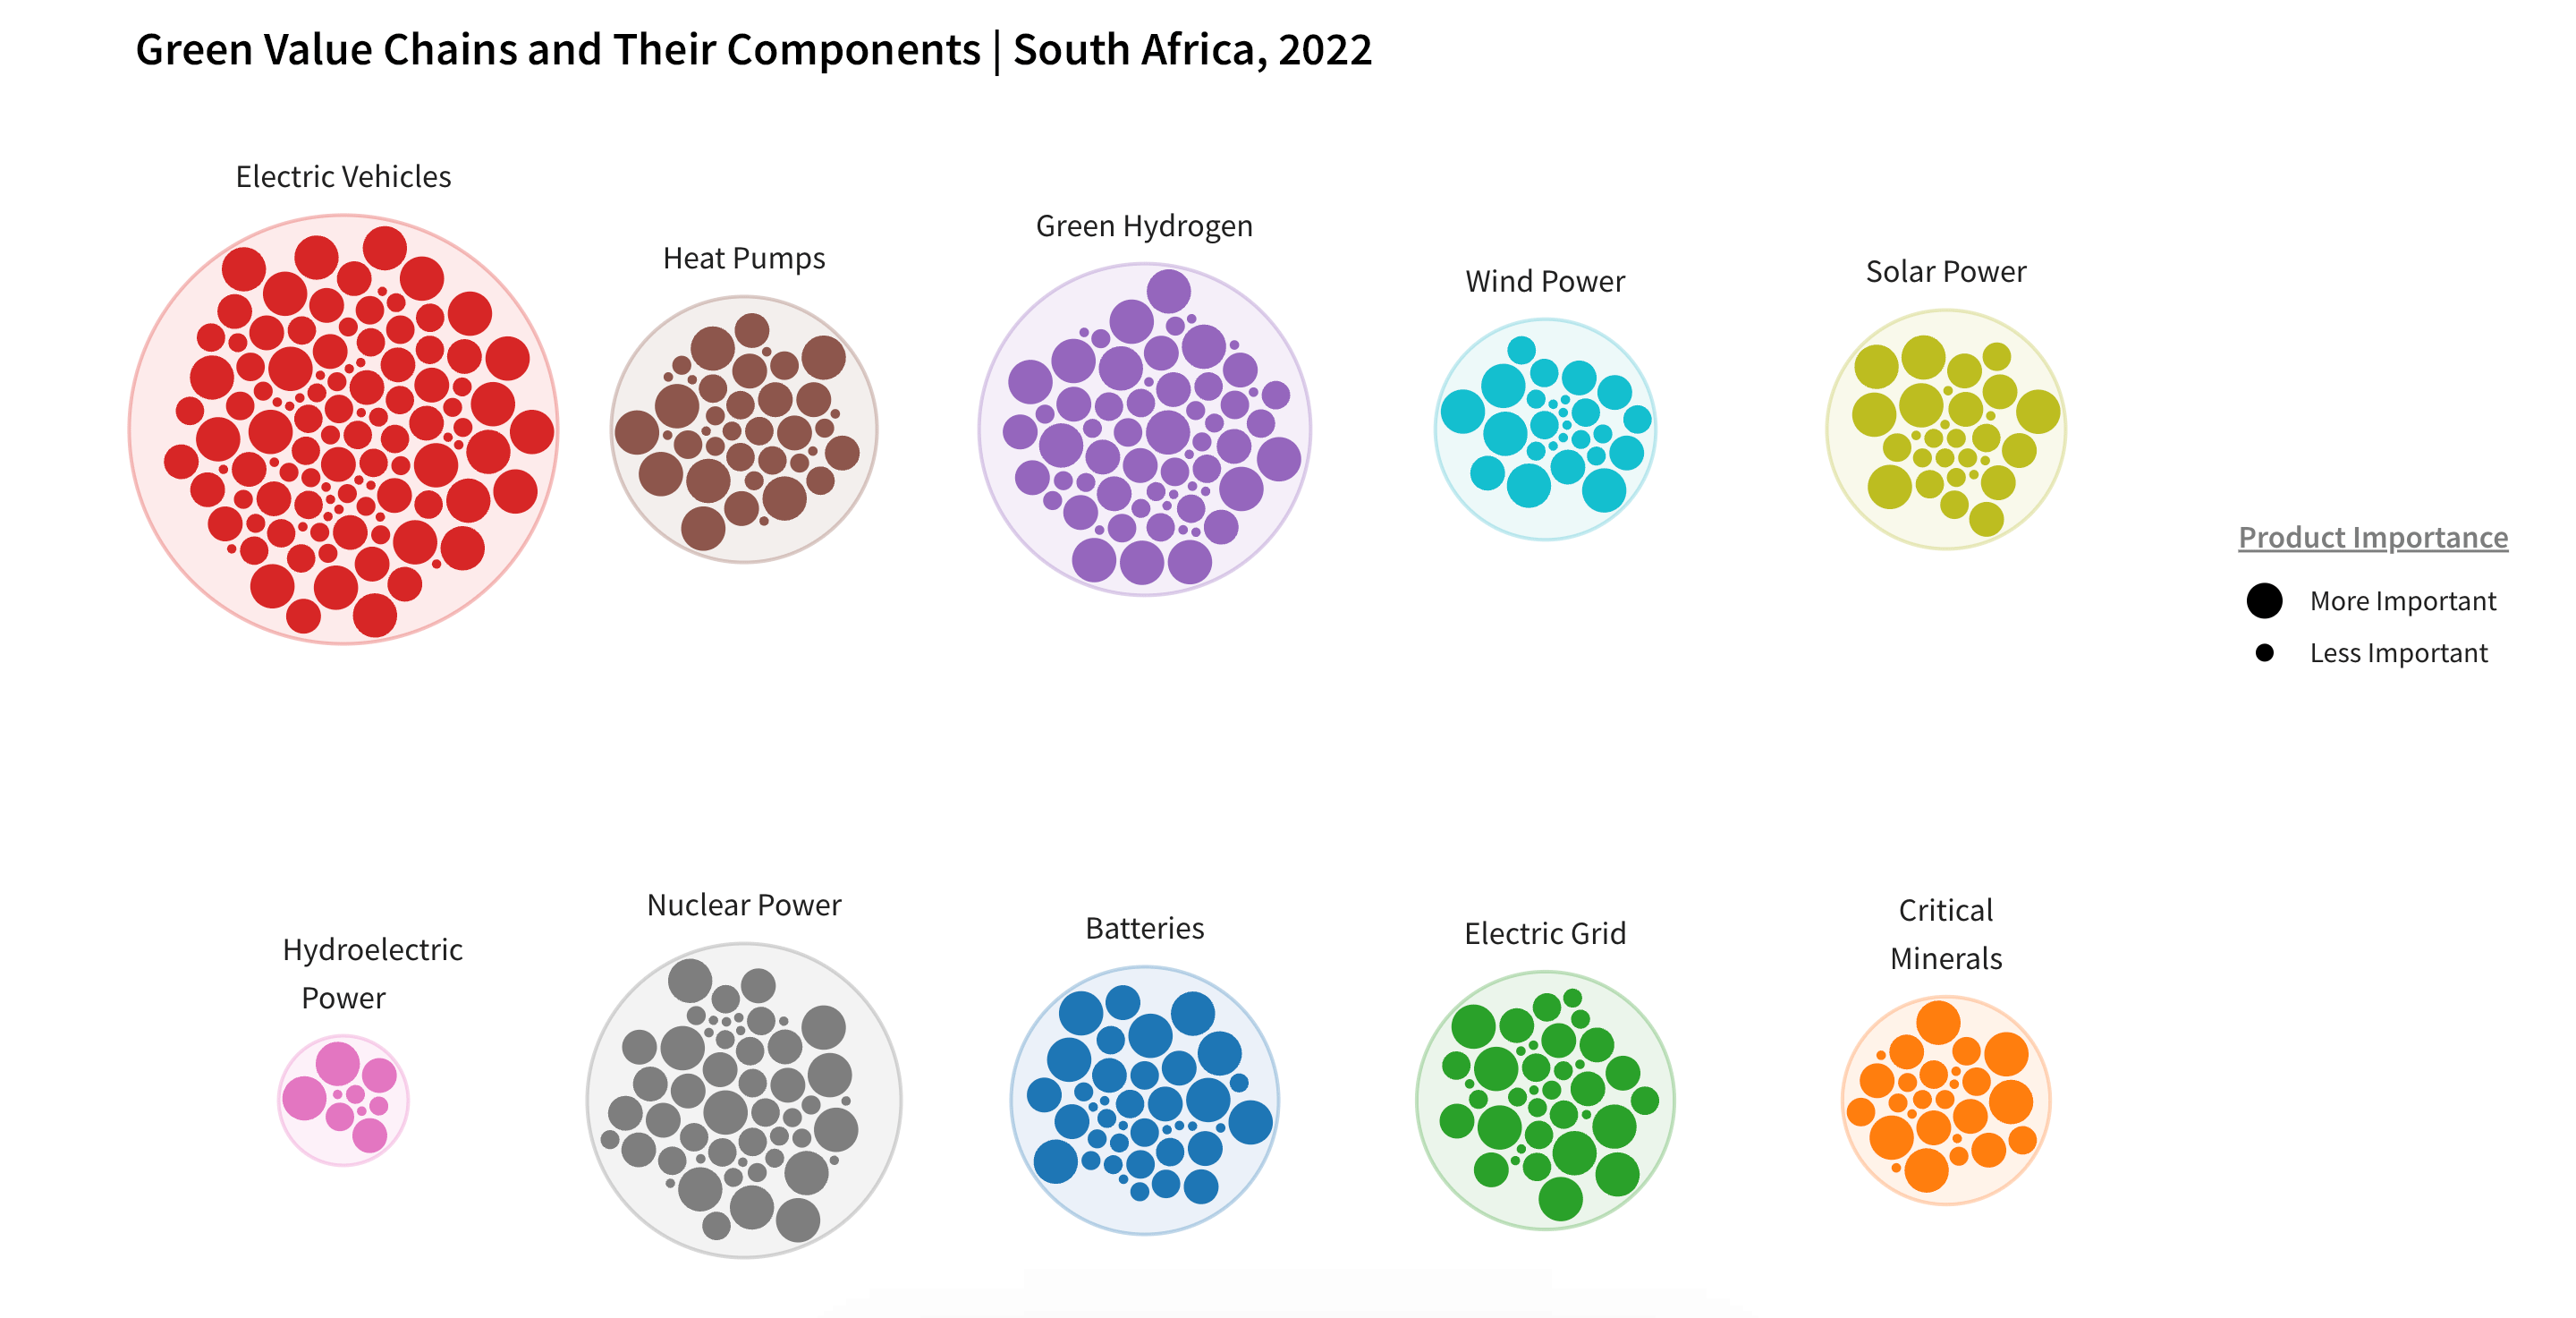 Green Value Chains and Their Components | South Africa, 2022
Electric Vehicles
Heat Pumps
Green Hydrogen
Wind Power
Solar Power
Product Importance
More Important
Less Important
Hydroelectric
Power
Nuclear Power
Batteries
Electric Grid
Critical
Minerals